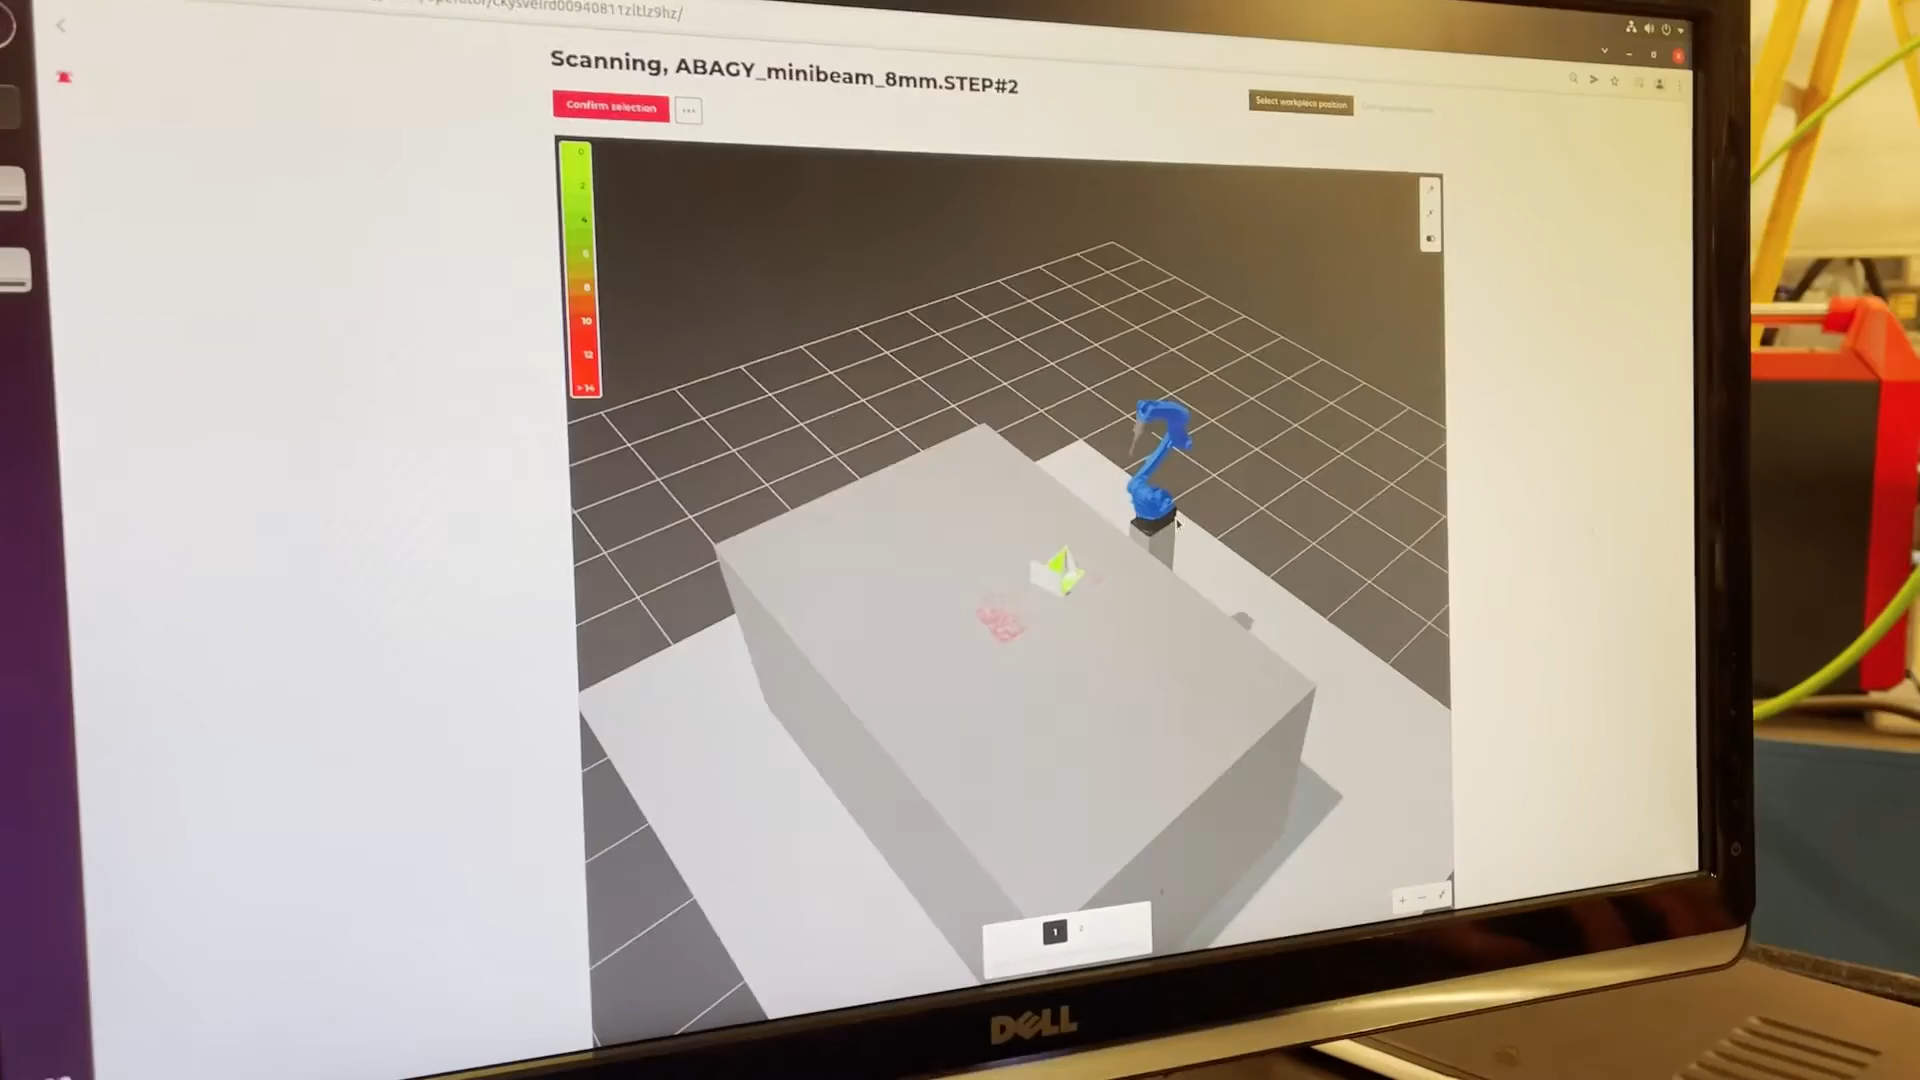 Scanning, ABAGY_minibeam_8mm.STEP#2
Confirm selection
Select workpiece position
0
2
4
6
8
10
12
>14
1 2
DELL